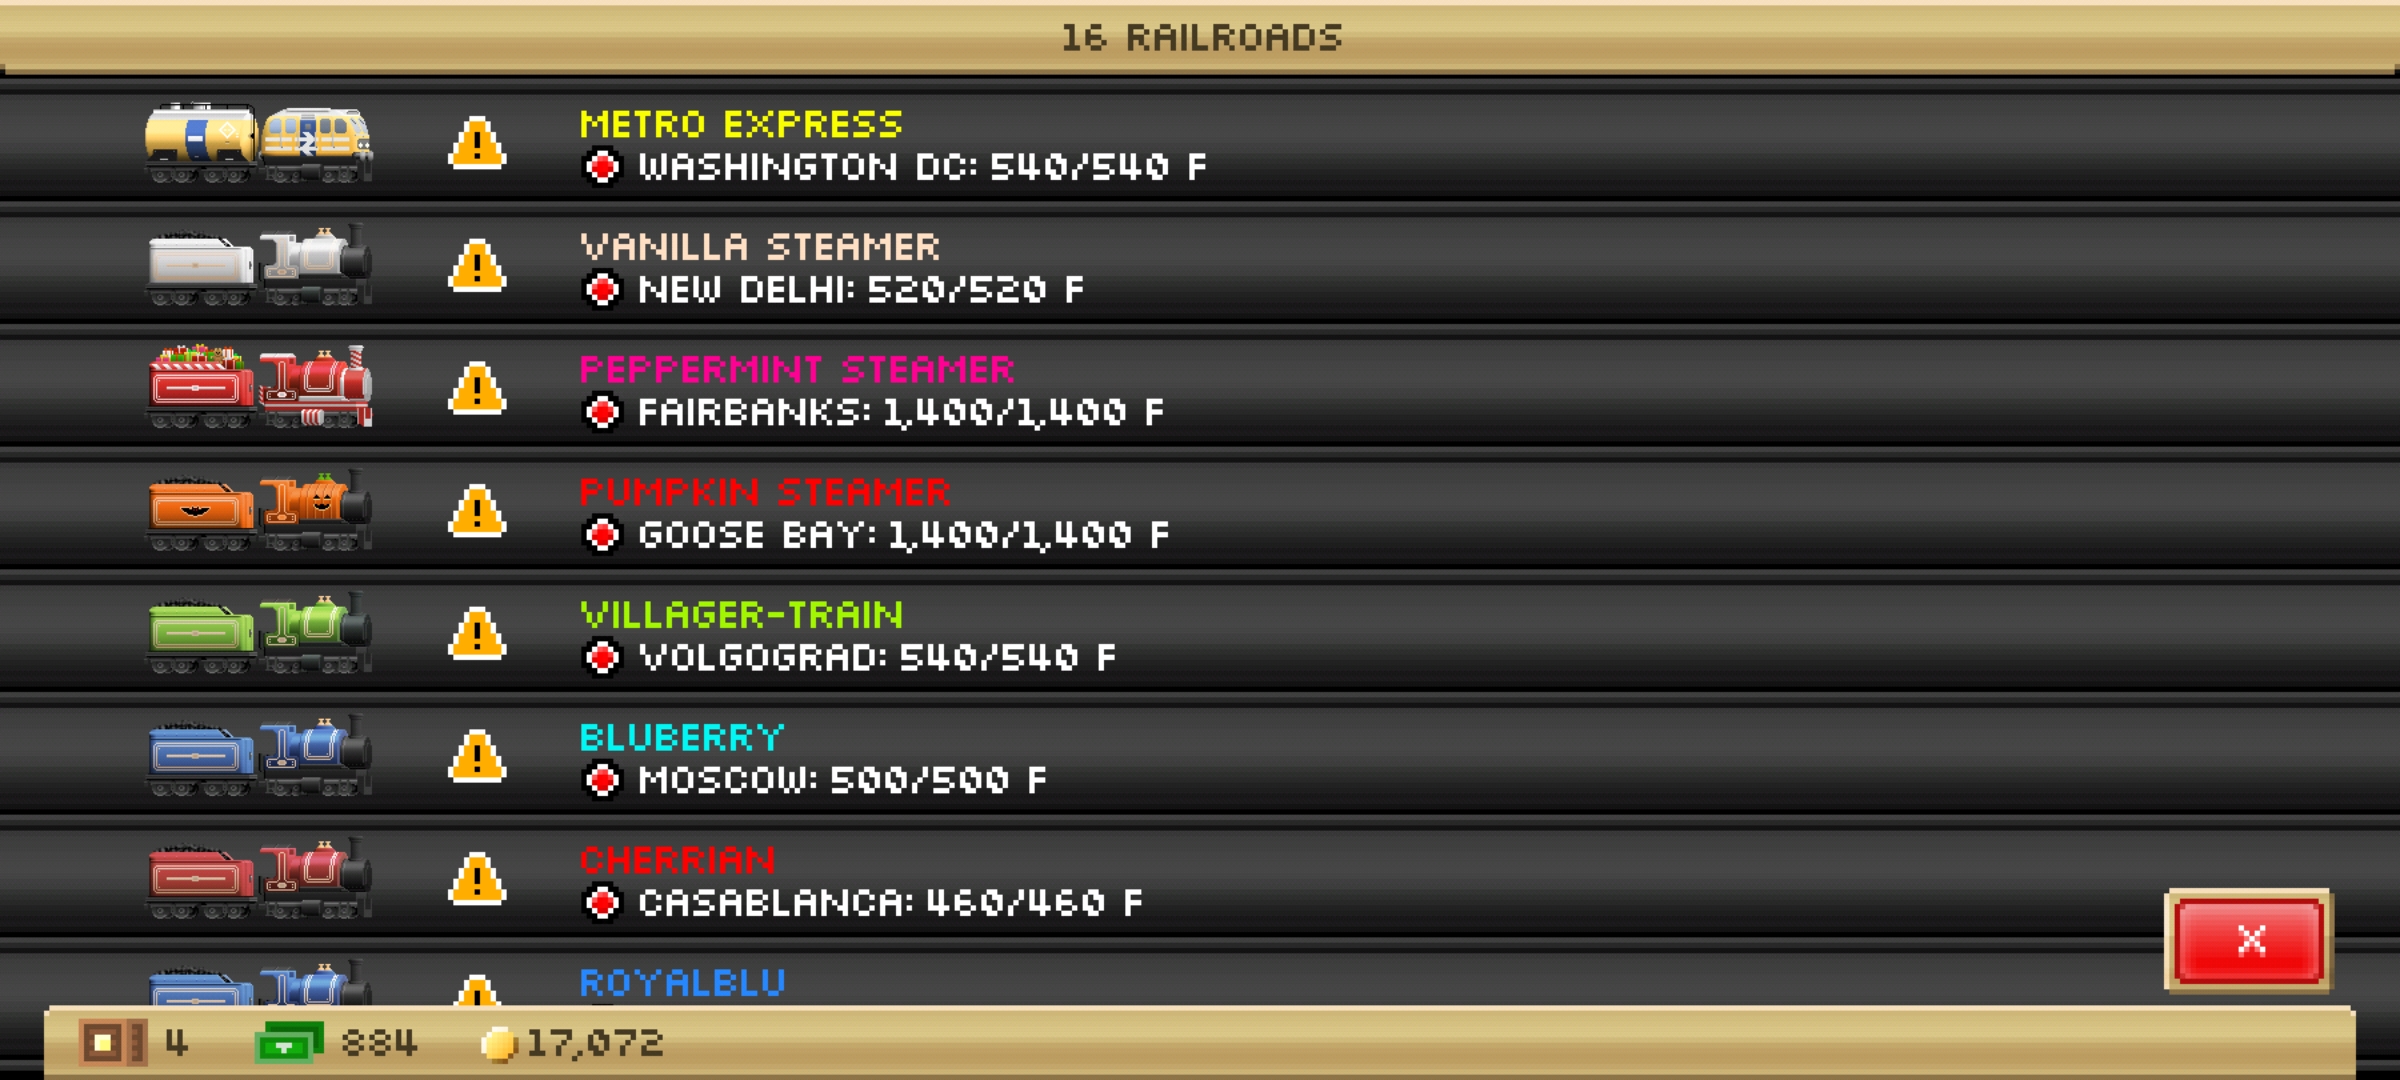 16 RAILROADS
METRO EXPRESS
WASHINGTON DC: 540/540 F
VANILLA STEAMER
NEW DELHI: 520/520 F
PEPPERMINT STEAMER
FAIRBANKS: 1,400/1,400 F
PUMPKIN STEAMER
GOOSE BAY: 1,400/1,400 F
VILLAGER-TRAIN
VOLGOGRAD: 540/540 F
BLUBERRY
MOSCOW: 500/500 F
CHERRIAN
CASABLANCA: 460/460 F
ROYALBLU
X
4 884 17,072